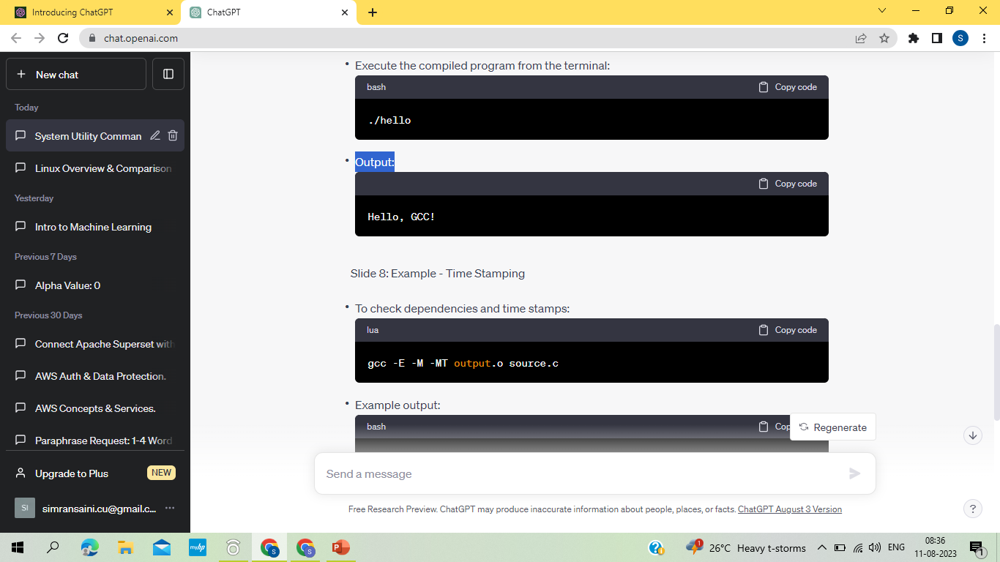 Introducing ChatGPT
ChatGPT
chat.openai.com
S
New chat
Today
System Utility Comman
Linux Overview & Comparison
Yesterday
Intro to Machine Learning
Previous 7 Days
Alpha Value: 0
Previous 30 Days
Connect Apache Superset with
AWS Auth & Data Protection.
AWS Concepts & Services.
Paraphrase Request: 1-4 Word
Upgrade to Plus
NEW
SI
simransaini.cu@gmail.c...
• Execute the compiled program from the terminal:
bash
Copy code
./hello
• Output:
Copy code
Hello, GCC!
Slide 8: Example - Time Stamping
• To check dependencies and time stamps:
lua
Copy code
gcc -E -M -MT output.o source.c
• Example output:
bash
Cop
Regenerate
Send a message
Free Research Preview. ChatGPT may produce inaccurate information about people, places, or facts. ChatGPT August 3 Version
?
myhp
S
S
P
?
1
26°C Heavy t-storms
ENG
08:36
11-08-2023
1